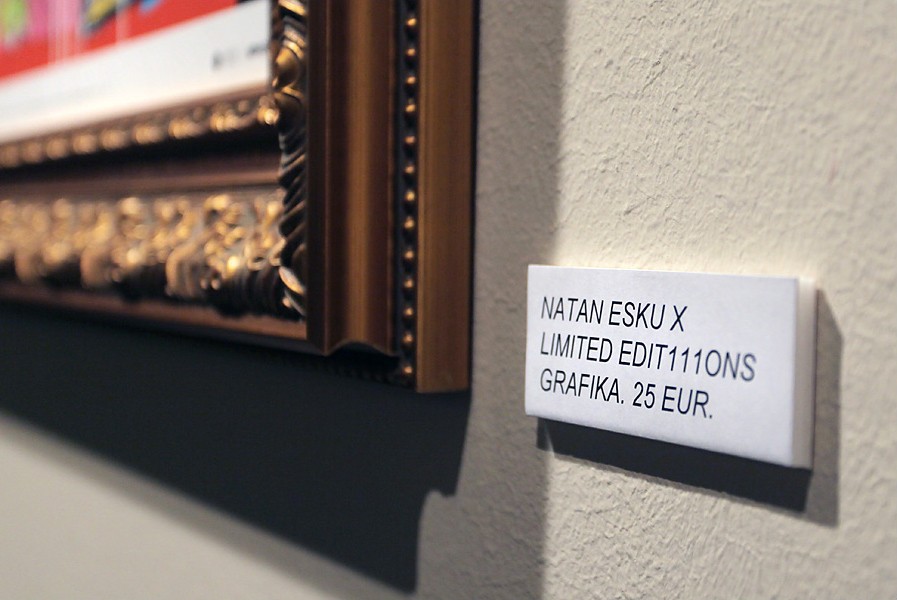 NATAN ESKU X
LIMITED EDIT111ONS
GRAFIKA. 25 EUR.